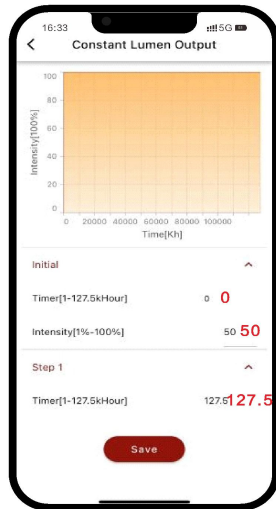 16:33 5G
Constant Lumen Output
100
80
60
40
20
0
Intensity[100%]
0 20000 40000 60000 80000 100000
Time[Kh]
Initial
Timer[1-127.5kHour] 0 0
Intensity[1%-100%] 50 50
Step 1
Timer[1-127.5kHour] 127.5 127.5
Save